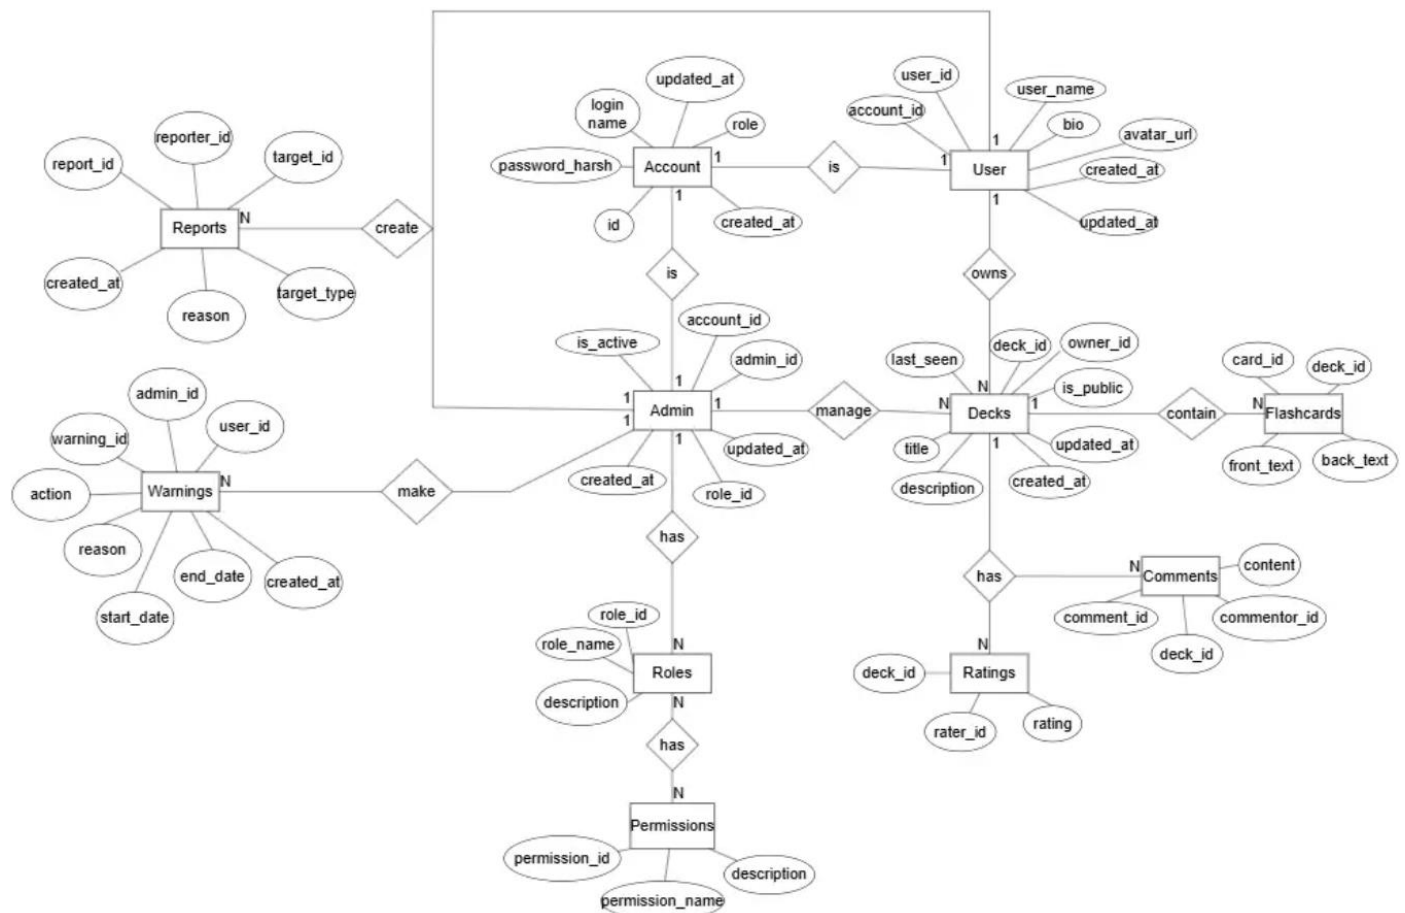 updated_at
user_id
user_name
login
name
account_id
role
bio
reporter_id
avatar_url
report_id
target_id
password_harsh
Account
1
is
1
1
User
created_at
1
1
id
created_at
updated_at
Reports
N
create
created_at
reason
target_type
is
owns
is_active
account_id
admin_id
last_seen
deck_id
owner_id
is_public
card_id
deck_id
admin_id
warning_id
user_id
1
1
1
Admin
1
manage
N
N
Decks
1
contain
N
Flashcards
1
1
title
updated_at
updated_at
front_text
back_text
created_at
role_id
description
created_at
action
Warnings
N
make
reason
end_date
created_at
start_date
has
has
N
Comments
content
comment_id
commentor_id
deck_id
role_id
role_name
description
N
Roles
N
N
deck_id
Ratings
rater_id
rating
has
N
Permissions
permission_id
description
permission_name